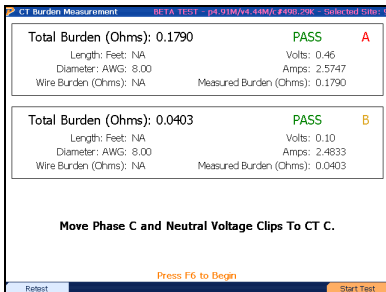 CT Burden Measurement BETA TEST - p4.91M/v4.44M/c#498.29K - Selected Site:
Total Burden (Ohms): 0.1790 PASS A
Length: Feet: NA Volts: 0.46
Diameter: AWG: 8.00 Amps: 2.5747
Wire Burden (Ohms): NA Measured Burden (Ohms): 0.1790
Total Burden (Ohms): 0.0403 PASS B
Length: Feet: NA Volts: 0.10
Diameter: AWG: 8.00 Amps: 2.4833
Wire Burden (Ohms): NA Measured Burden (Ohms): 0.0403
Move Phase C and Neutral Voltage Clips To CT C.
Press F6 to Begin
Retest Start Test